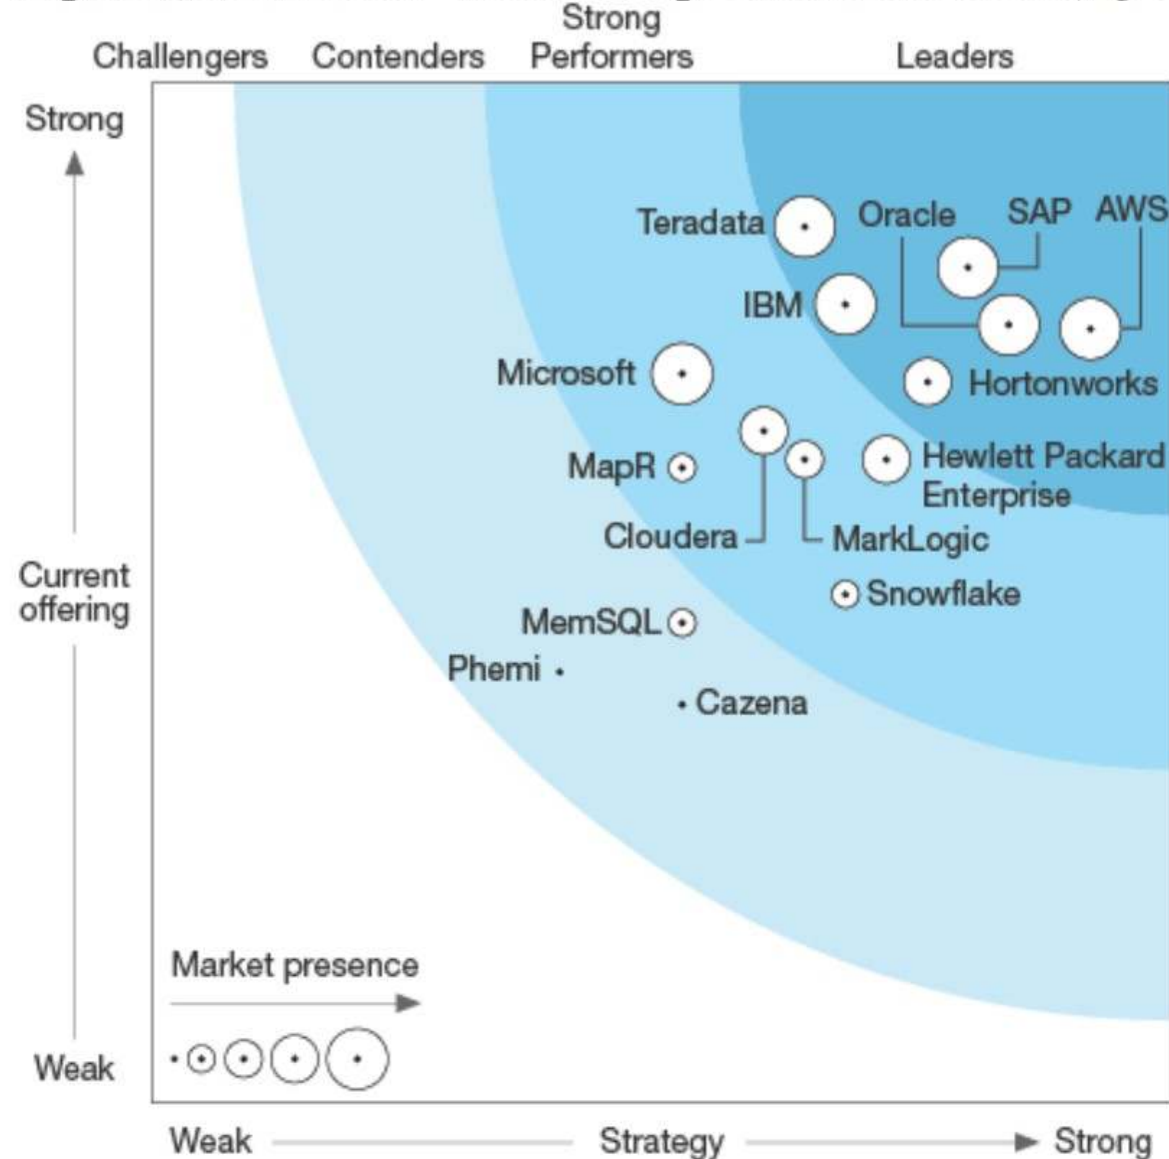 Strong
Challengers Contenders Performers Leaders
Strong
Teradata Oracle SAP AWS
IBM
Microsoft
Hortonworks
MapR
Hewlett Packard
Enterprise
Cloudera MarkLogic
Current
offering
Snowflake
MemSQL
Phemi
Cazena
Market presence
Weak
Weak Strategy Strong